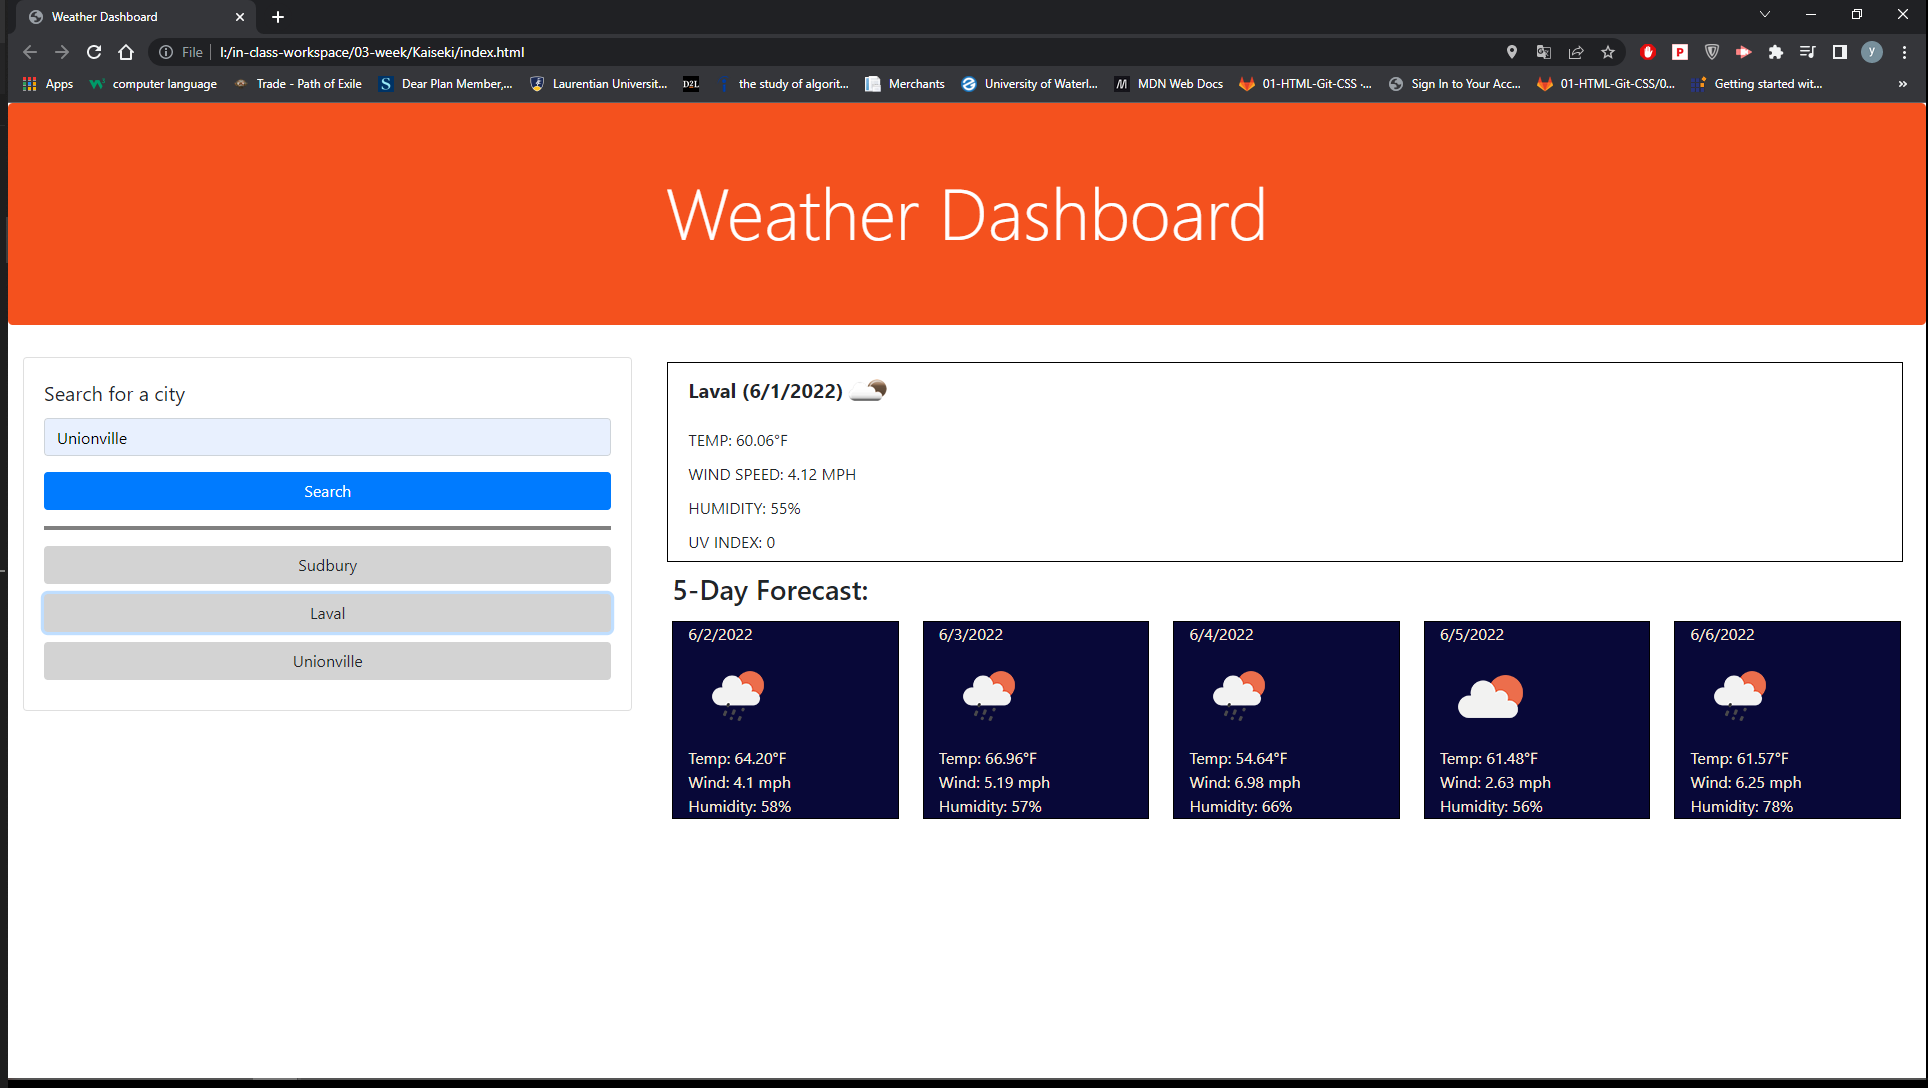 Weather Dashboard
File
I:/in-class-workspace/03-week/Kaiseki/index.html
y
Apps
computer language
Trade - Path of Exile
S
Dear Plan Member,...
Laurentian Universit...
D2L
the study of algorit...
Merchants
University of Waterl...
MDN Web Docs
01-HTML-Git-CSS ·...
Sign In to Your Acc...
01-HTML-Git-CSS/0...
Getting started wit...
»
Weather Dashboard
Search for a city
Unionville
Search
Sudbury
Laval
Unionville
Laval (6/1/2022)
TEMP: 60.06°F
WIND SPEED: 4.12 MPH
HUMIDITY: 55%
UV INDEX: 0
5-Day Forecast:
6/2/2022
Temp: 64.20°F
Wind: 4.1 mph
Humidity: 58%
6/3/2022
Temp: 66.96°F
Wind: 5.19 mph
Humidity: 57%
6/4/2022
Temp: 54.64°F
Wind: 6.98 mph
Humidity: 66%
6/5/2022
Temp: 61.48°F
Wind: 2.63 mph
Humidity: 56%
6/6/2022
Temp: 61.57°F
Wind: 6.25 mph
Humidity: 78%